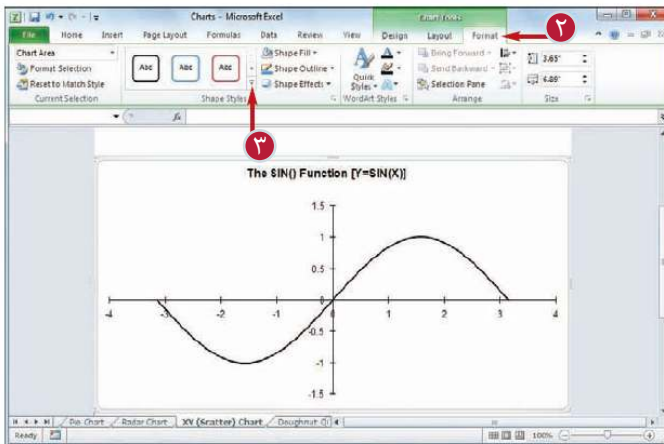 Charts - Microsoft Excel
Chart Tools
File Home Insert Page Layout Formulas Data Review View Design Layout Format
٢
Chart Area
Format Selection
Reset to Match Style
Current Selection
Abc Abc Abc
Shape Fill
Shape Outline
Shape Effects
Shape Styles
Quick Styles
WordArt Styles
Bring Forward
Send Backward
Selection Pane
Arrange
3.65"
6.89"
Size
fx
٣
The SIN() Function [Y=SIN(X)]
1.5
1
0.5
0
-4 -3 -2 -1 0 1 2 3 4
-0.5
-1
-1.5
Pie Chart Radar Chart XY (Scatter) Chart Doughnut
Ready
100%